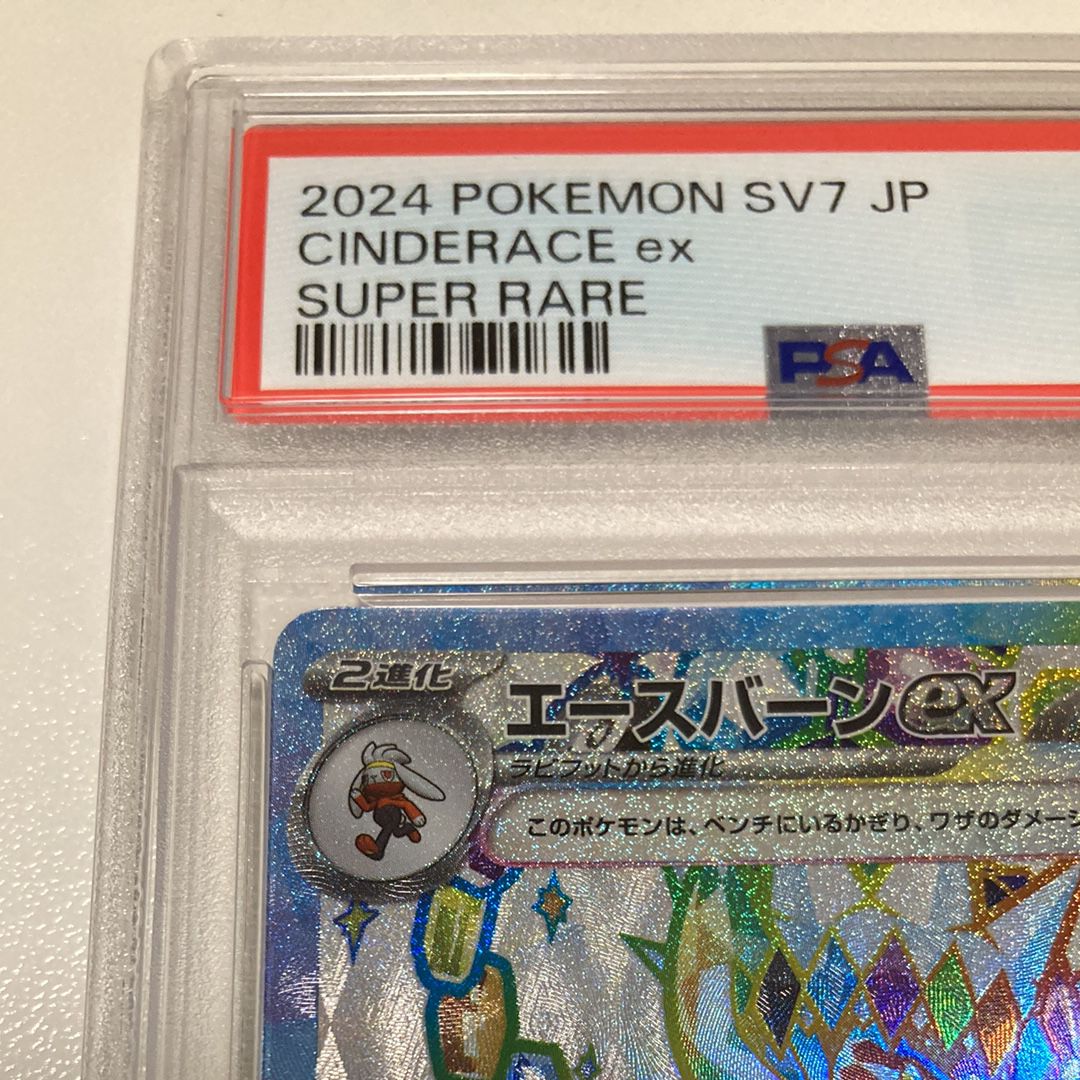 2024 POKEMON SV7 JP
CINDERACE ex
SUPER RARE
PSA
2進化
エースバーンex
ラビフットから進化
このポケモンは、ベンチにいるかぎり、ワザのダメージ